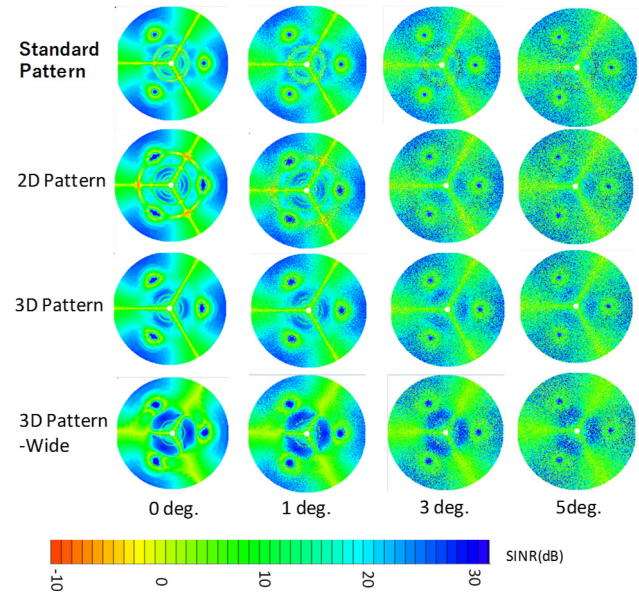 Standard
Pattern
2D Pattern
3D Pattern
3D Pattern
-Wide
0 deg.
1 deg.
3 deg.
5deg.
-10
0
10
20
30
SINR(dB)